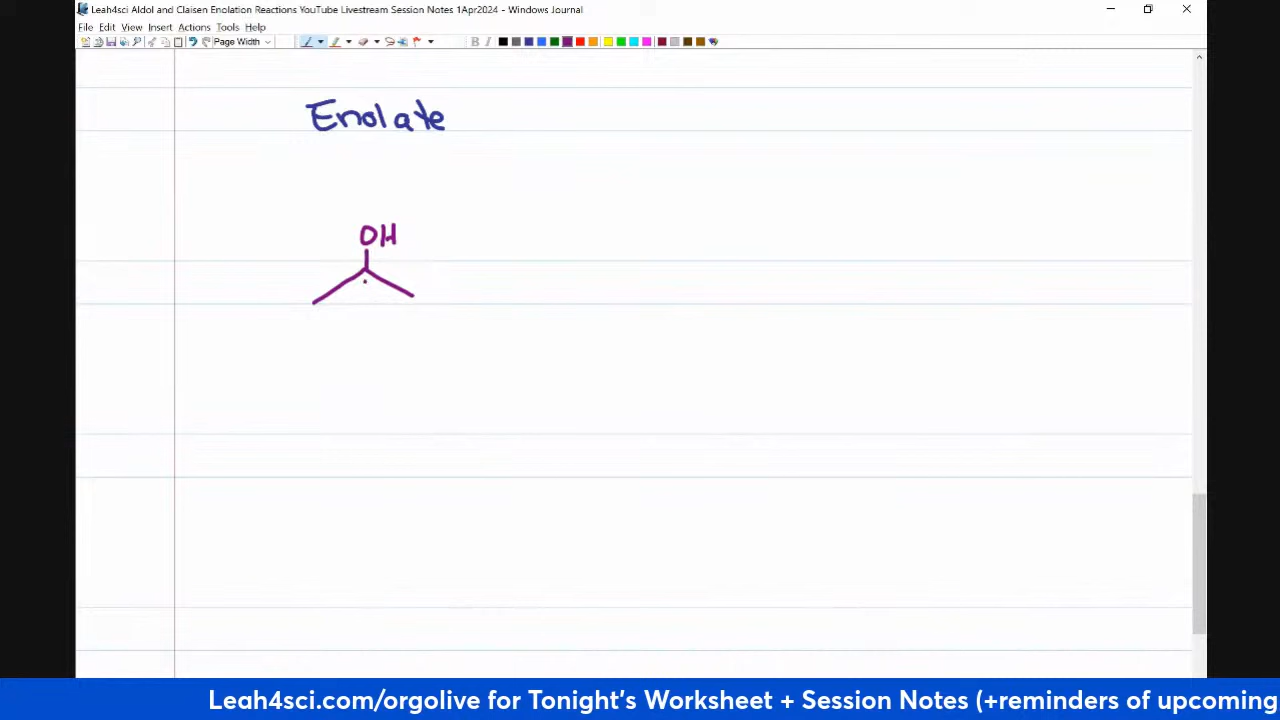 Leah4sci Aldol and Claisen Enolation Reactions YouTube Livestream Session Notes 1Apr2024 - Windows Journal
File Edit View Insert Actions Tools Help
Page Width
B I
Enolate
OH
Leah4sci.com/orgolive for Tonight's Worksheet + Session Notes (+reminders of upcoming